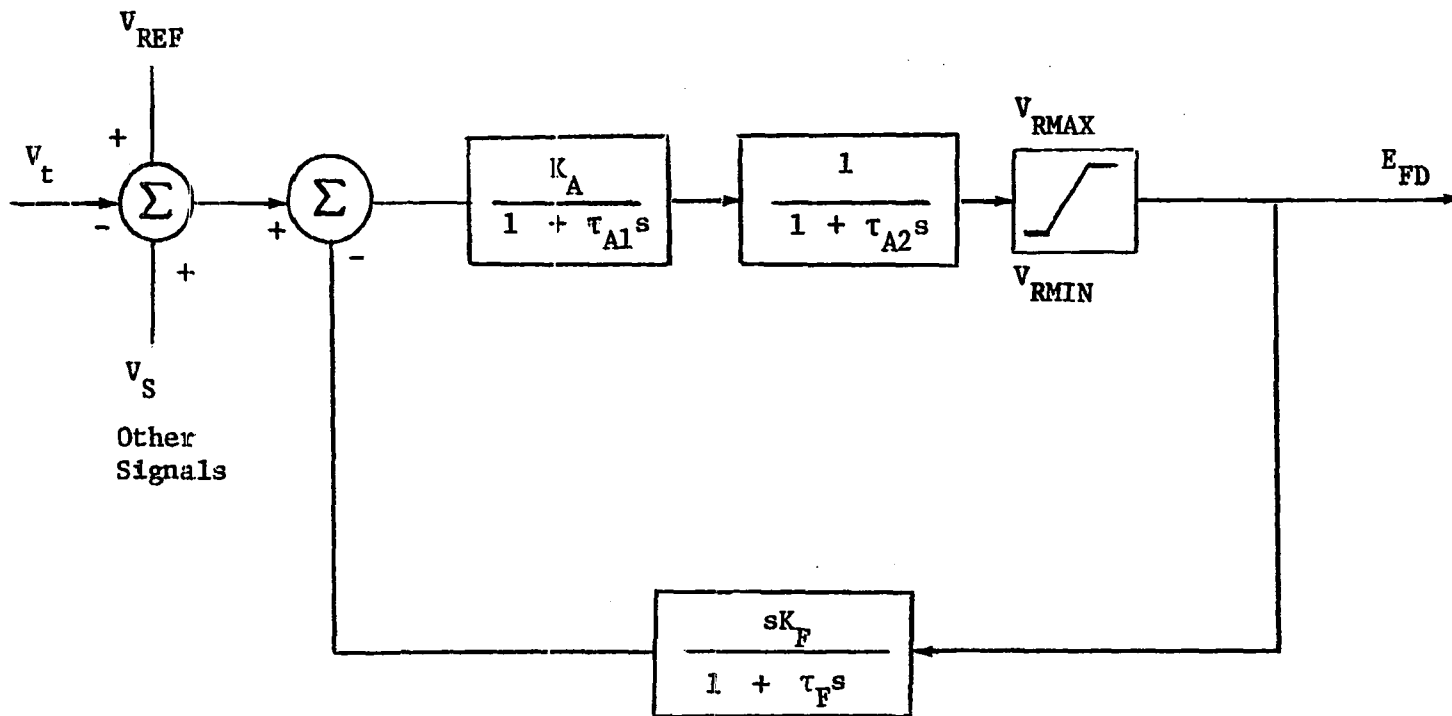 V_REF
+
V_t
-
Σ
+
V_S
Other
Signals
+
Σ
-
K_A
1 + τ_A1 s
1
1 + τ_A2 s
V_RMAX
V_RMIN
E_FD
sK_F
1 + τ_F s